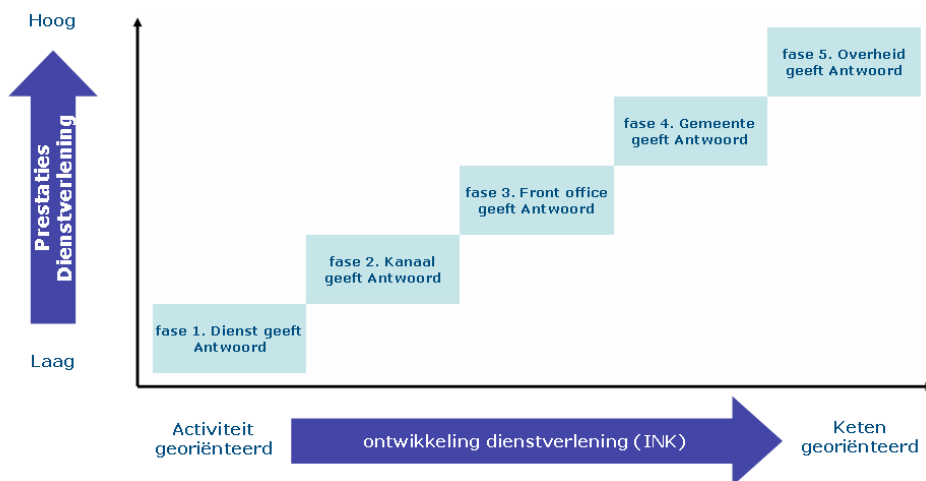 Hoog
fase 5. Overheid
geeft Antwoord
fase 4. Gemeente
geeft Antwoord
fase 3. Front office
geeft Antwoord
fase 2. Kanaal
geeft Antwoord
fase 1. Dienst geeft
Antwoord
Prestaties
Dienstverlening
Laag
Activiteit
georiënteerd
ontwikkeling dienstverlening (INK)
Keten
georiënteerd